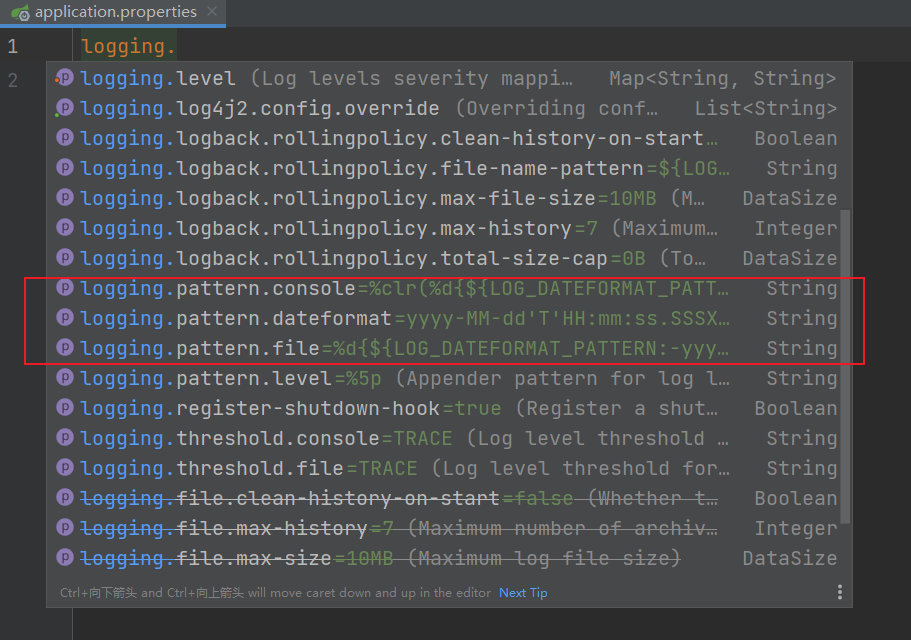 application.properties
1
logging.
2
logging.level (Log levels severity mappi… Map<String, String>
logging.log4j2.config.override (Overriding conf… List<String>
logging.logback.rollingpolicy.clean-history-on-start… Boolean
logging.logback.rollingpolicy.file-name-pattern=${LOG… String
logging.logback.rollingpolicy.max-file-size=10MB (M… DataSize
logging.logback.rollingpolicy.max-history=7 (Maximum… Integer
logging.logback.rollingpolicy.total-size-cap=0B (To… DataSize
logging.pattern.console=%clr(%d{${LOG_DATEFORMAT_PATT… String
logging.pattern.dateformat=yyyy-MM-dd'T'HH:mm:ss.SSSX… String
logging.pattern.file=%d{${LOG_DATEFORMAT_PATTERN:-yyy… String
logging.pattern.level=%5p (Appender pattern for log l… String
logging.register-shutdown-hook=true (Register a shut… Boolean
logging.threshold.console=TRACE (Log level threshold … String
logging.threshold.file=TRACE (Log level threshold for… String
logging.file.clean-history-on-start=false (Whether t… Boolean
logging.file.max-history=7 (Maximum number of archiv… Integer
logging.file.max-size=10MB (Maximum log file size) DataSize
Ctrl+向下箭头 and Ctrl+向上箭头 will move caret down and up in the editor Next Tip